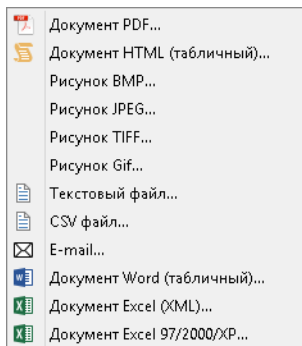 Документ PDF...
Документ HTML (табличный)...
Рисунок BMP...
Рисунок JPEG...
Рисунок TIFF...
Рисунок Gif...
Текстовый файл...
CSV файл...
E-mail...
Документ Word (табличный)...
Документ Excel (XML)...
Документ Excel 97/2000/XP...